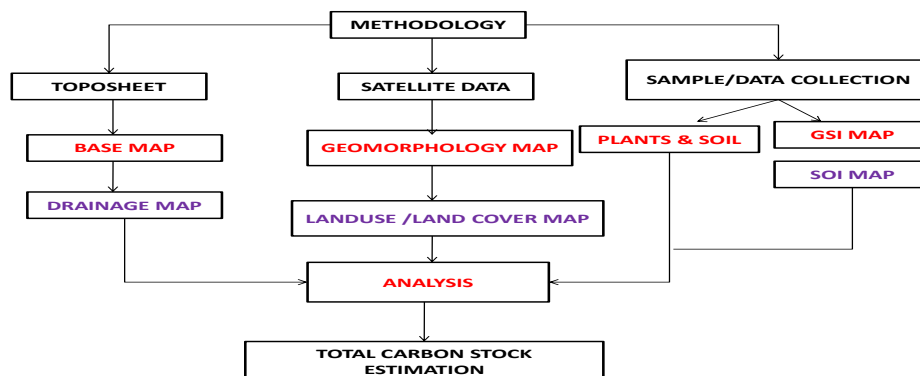 METHODOLOGY
TOPOSHEET
SATELLITE DATA
SAMPLE/DATA COLLECTION
BASE MAP
GEOMORPHOLOGY MAP
PLANTS & SOIL
GSI MAP
SOI MAP
DRAINAGE MAP
LANDUSE /LAND COVER MAP
ANALYSIS
TOTAL CARBON STOCK
ESTIMATION